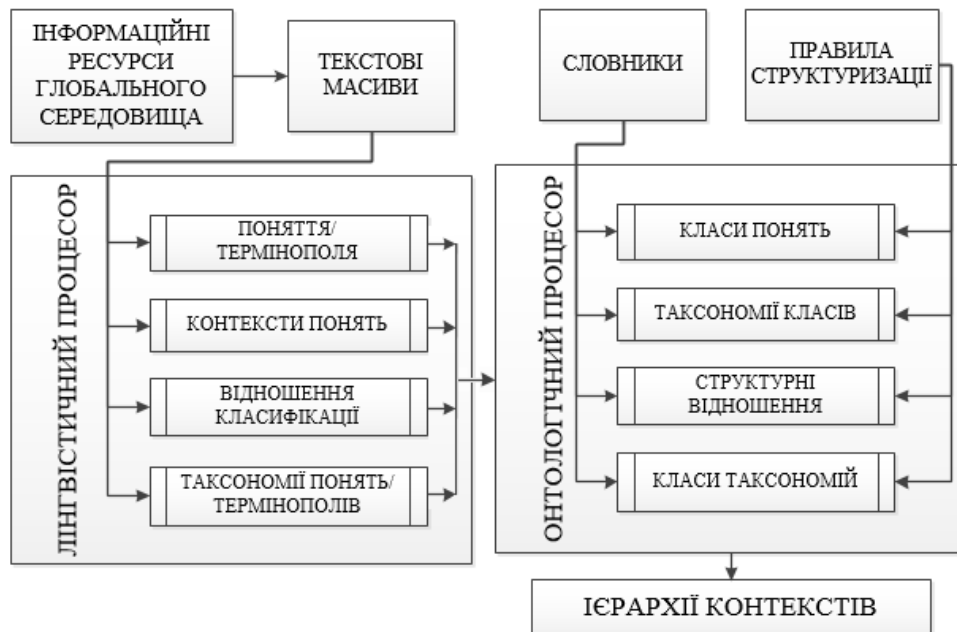 ІНФОРМАЦІЙНІ
РЕСУРСИ
ГЛОБАЛЬНОГО
СЕРЕДОВИЩА
ТЕКСТОВІ
МАСИВИ
СЛОВНИКИ
ПРАВИЛА
СТРУКТУРИЗАЦІЇ
ЛІНГВІСТИЧНИЙ ПРОЦЕСОР
ПОНЯТТЯ/
ТЕРМІНОПОЛЯ
КОНТЕКСТИ ПОНЯТЬ
ВІДНОШЕННЯ
КЛАСИФІКАЦІЇ
ТАКСОНОМІЇ ПОНЯТЬ/
ТЕРМІНОПОЛІВ
ОНТОЛОГІЧНИЙ ПРОЦЕСОР
КЛАСИ ПОНЯТЬ
ТАКСОНОМІЇ КЛАСІВ
СТРУКТУРНІ
ВІДНОШЕННЯ
КЛАСИ ТАКСОНОМІЙ
ІЄРАРХІЇ КОНТЕКСТІВ